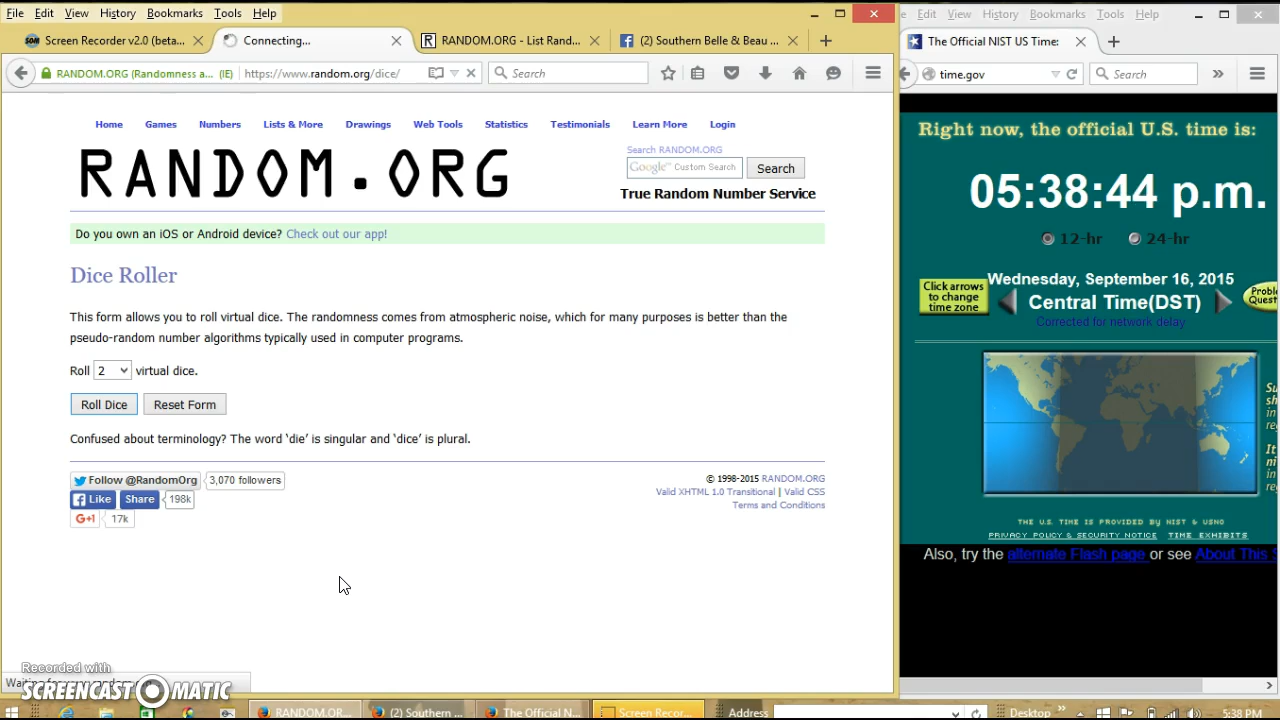 File Edit View History Bookmarks Tools Help
Screen Recorder v2.0 (beta... Connecting... RANDOM.ORG - List Rand... (2) Southern Belle & Beau ...
RANDOM.ORG (Randomness a... (IE) https://www.random.org/dice/ Search
Home Games Numbers Lists & More Drawings Web Tools Statistics Testimonials Learn More Login
RANDOM.ORG
Search RANDOM.ORG
Google™ Custom Search Search
True Random Number Service
Do you own an iOS or Android device? Check out our app!
Dice Roller
This form allows you to roll virtual dice. The randomness comes from atmospheric noise, which for many purposes is better than the
pseudo-random number algorithms typically used in computer programs.
Roll 2 virtual dice.
Roll Dice Reset Form
Confused about terminology? The word ‘die’ is singular and ‘dice’ is plural.
Follow @RandomOrg 3,070 followers
Like Share 198k
G+1 17k
© 1998-2015 RANDOM.ORG
Valid XHTML 1.0 Transitional | Valid CSS
Terms and Conditions
Recorded with
SCREENCAST MATIC
Edit View History Bookmarks Tools Help
The Official NIST US Time:
time.gov Search
Right now, the official U.S. time is:
05:38:44 p.m.
12-hr 24-hr
Click arrows
to change
time zone
Wednesday, September 16, 2015
Central Time(DST)
Corrected for network delay
THE U.S. TIME IS PROVIDED BY NIST & USNO
PRIVACY POLICY & SECURITY NOTICE TIME EXHIBITS
Also, try the alternate Flash page or see About This
RANDOM.OR... (2) Southern ... The Official N... Screen Recor... Address Desktop 5:38 PM